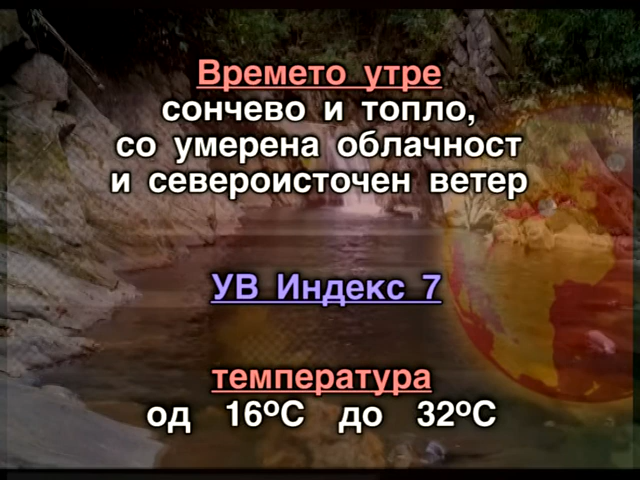 Времето утре
сончево и топло,
со умерена облачност
и североисточен ветер
УВ Индекс 7
температура
од 16ºC до 32ºC